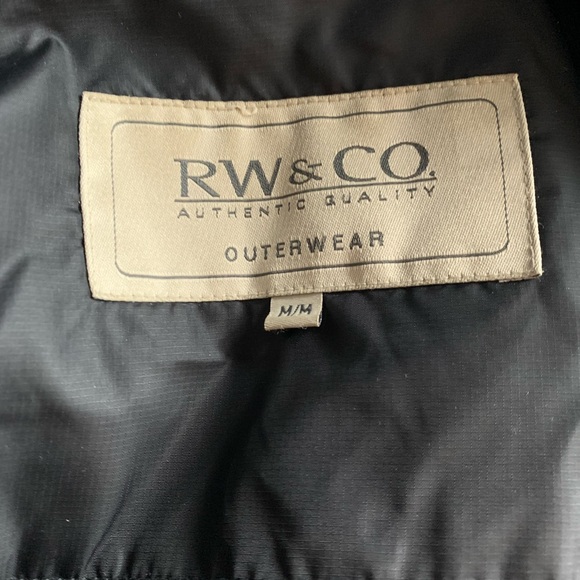 RW & CO.
AUTHENTIC QUALITY
OUTERWEAR
M/M